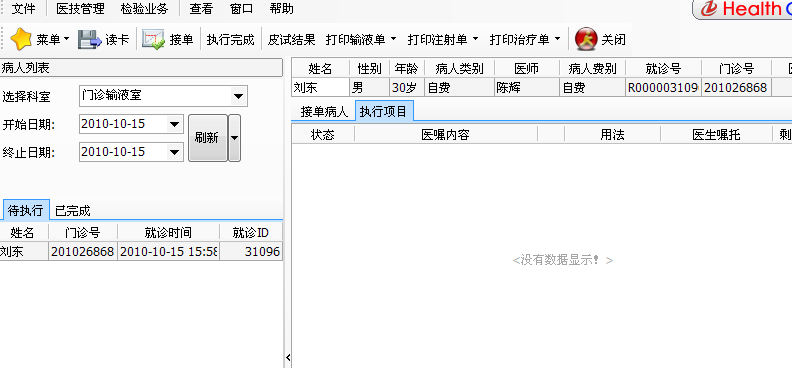 文件 医技管理 检验业务 查看 窗口 帮助
Health
菜单 读卡 接单 执行完成 皮试结果 打印输液单 打印注射单 打印治疗单 关闭
病人列表
选择科室 门诊输液室
开始日期: 2010-10-15
终止日期: 2010-10-15
刷新
待执行 已完成
姓名 门诊号 就诊时间 就诊ID
刘东 201026868 2010-10-15 15:58 31096
姓名 性别 年龄 病人类别 医师 病人费别 就诊号 门诊号
刘东 男 30岁 自费 陈辉 自费 R000003109 201026868
接单病人 执行项目
状态 医嘱内容 用法 医生嘱托 剩
<没有数据显示! >